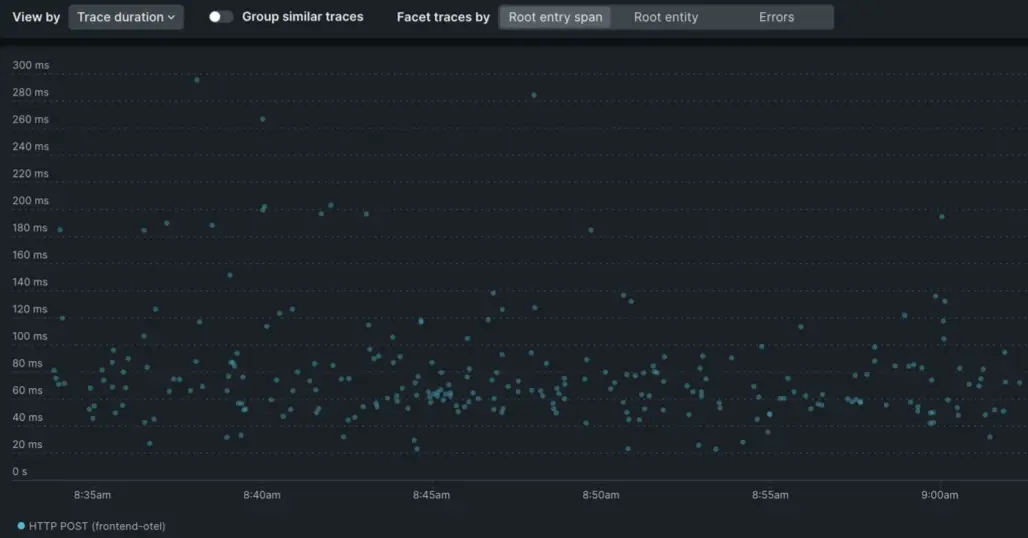 View by Trace duration Group similar traces Facet traces by Root entry span Root entity Errors
300 ms
280 ms
260 ms
240 ms
220 ms
200 ms
180 ms
160 ms
140 ms
120 ms
100 ms
80 ms
60 ms
40 ms
20 ms
0 s
8:35am 8:40am 8:45am 8:50am 8:55am 9:00am
HTTP POST (frontend-otel)